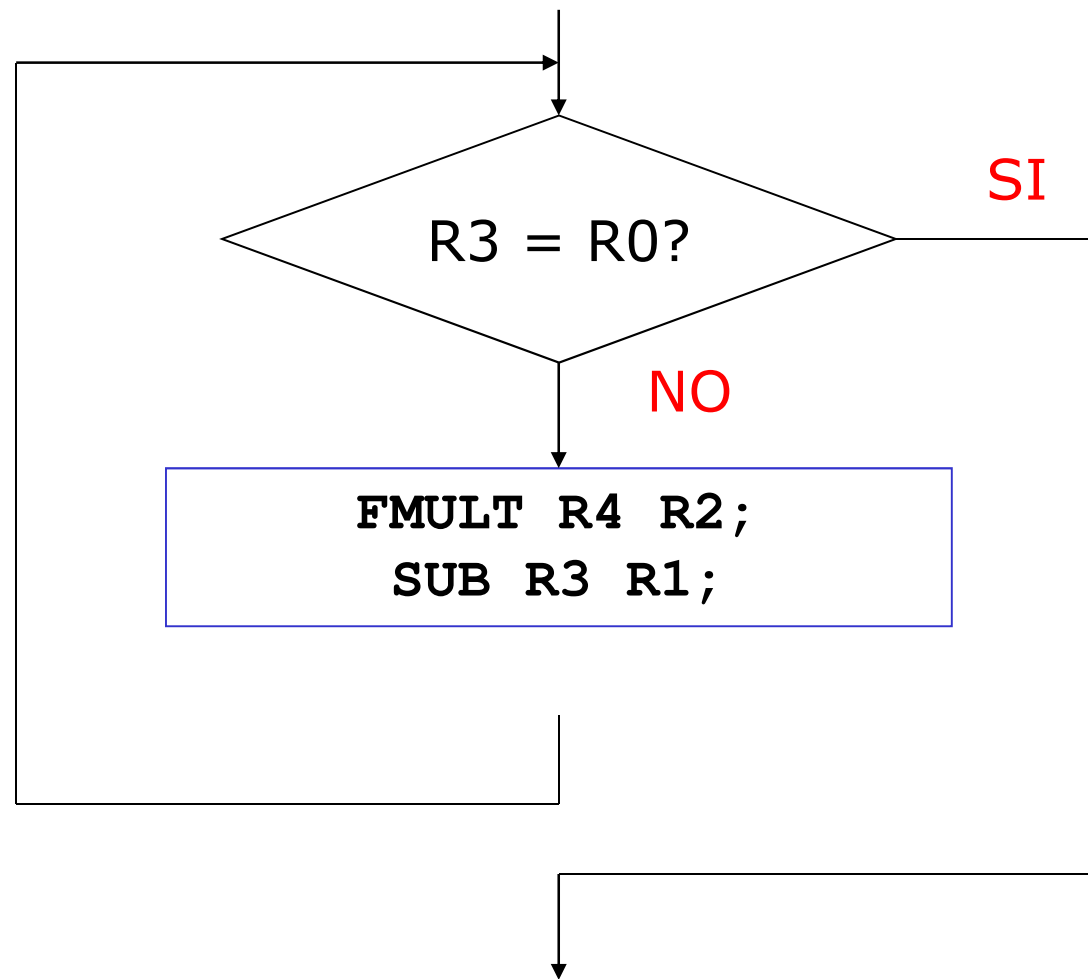 SI
R3 = R0?
NO
FMULT R4 R2;
SUB R3 R1;